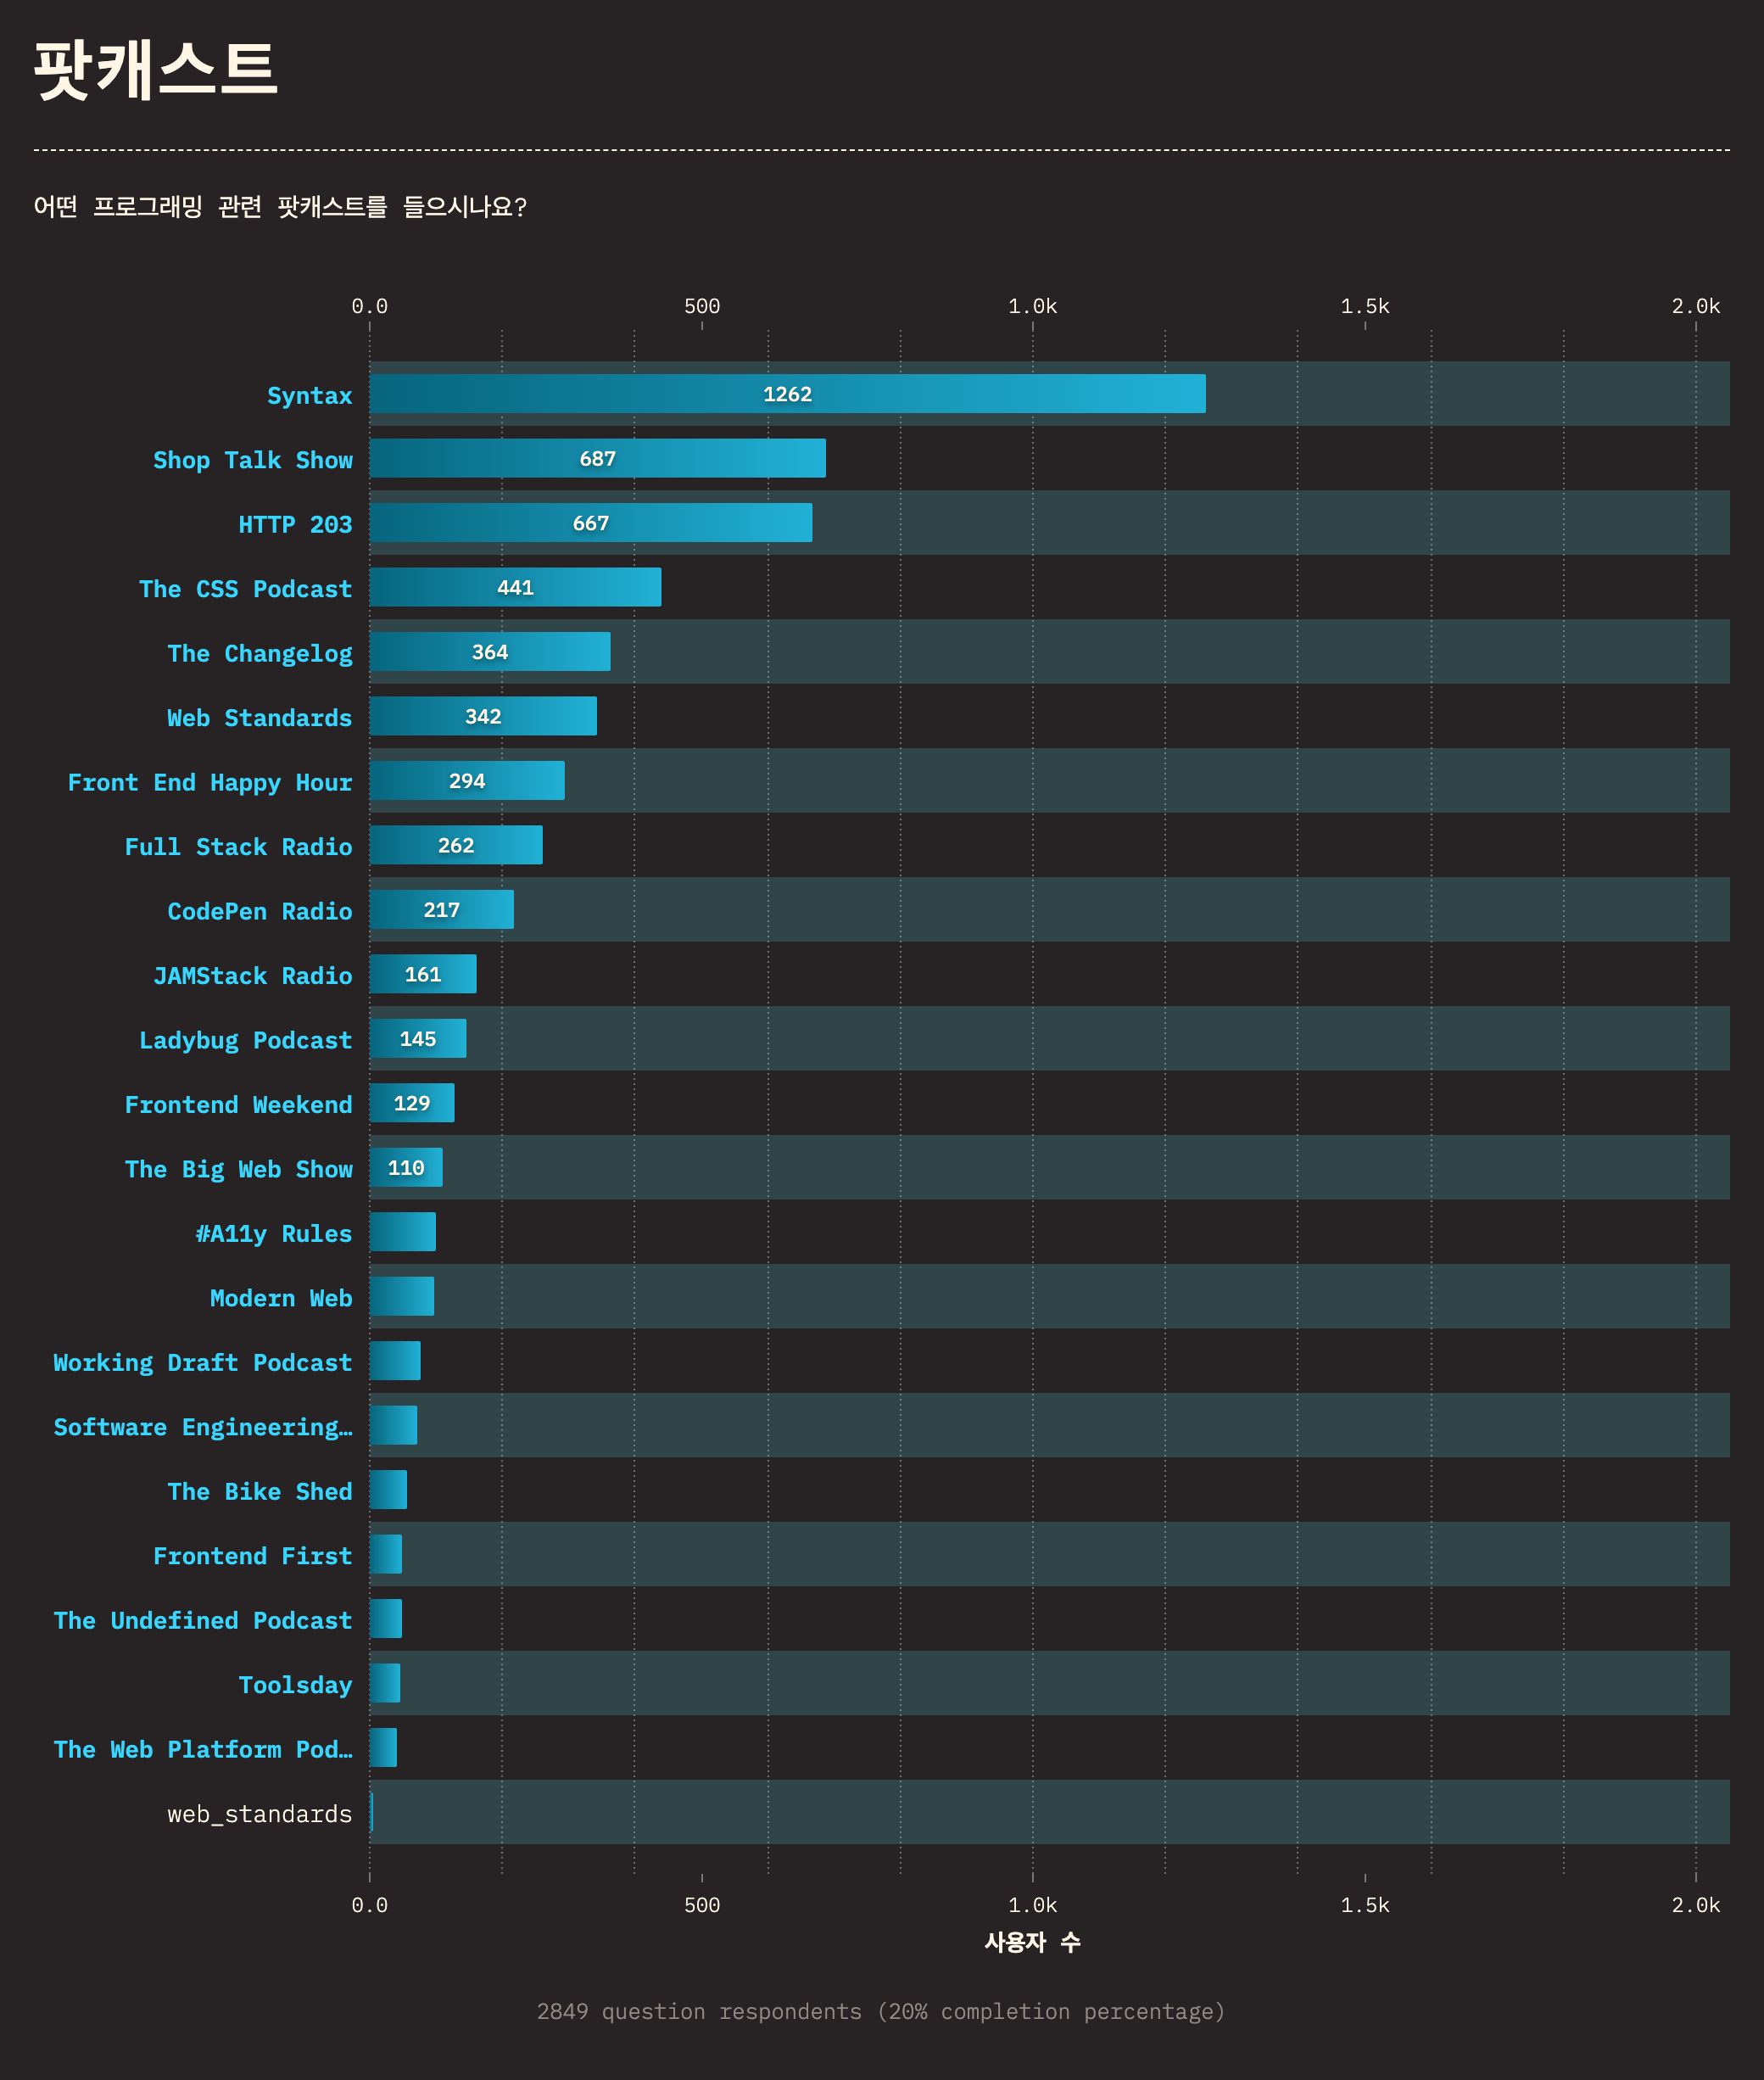 팟캐스트
어떤 프로그래밍 관련 팟캐스트를 들으시나요?
0.0 500 1.0k 1.5k 2.0k
Syntax 1262
Shop Talk Show 687
HTTP 203 667
The CSS Podcast 441
The Changelog 364
Web Standards 342
Front End Happy Hour 294
Full Stack Radio 262
CodePen Radio 217
JAMStack Radio 161
Ladybug Podcast 145
Frontend Weekend 129
The Big Web Show 110
#A11y Rules
Modern Web
Working Draft Podcast
Software Engineering…
The Bike Shed
Frontend First
The Undefined Podcast
Toolsday
The Web Platform Pod…
web_standards
0.0 500 1.0k 1.5k 2.0k
사용자 수
2849 question respondents (20% completion percentage)